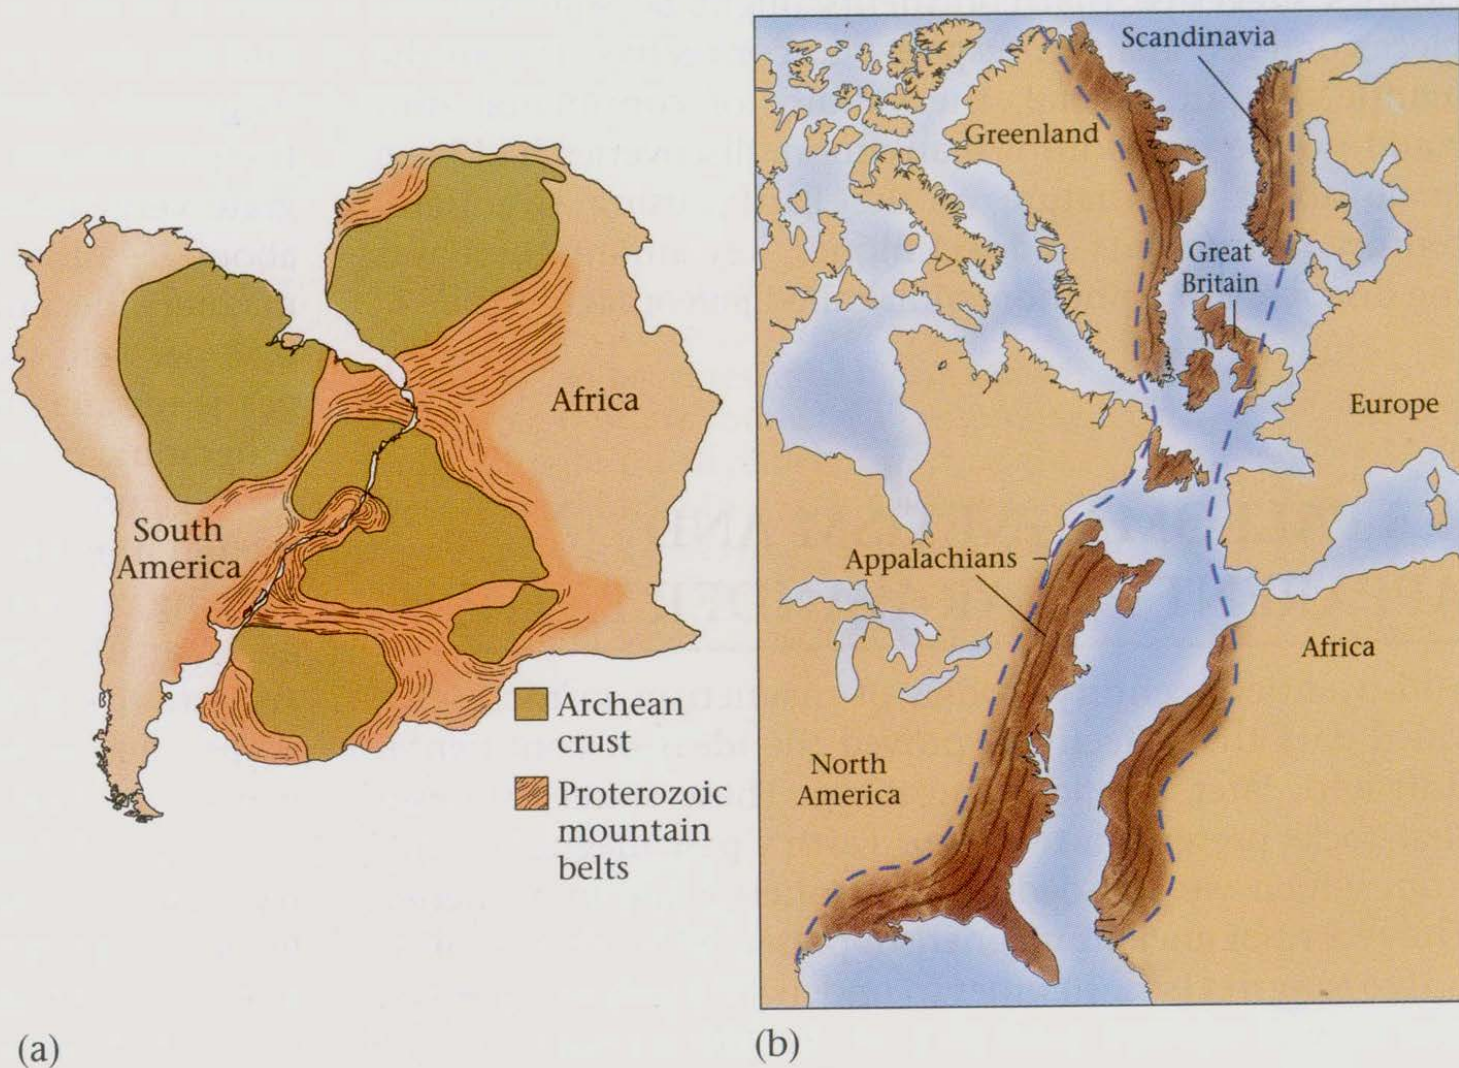 Africa
South
America
Archean
crust
Proterozoic
mountain
belts
(a)
Scandinavia
Greenland
Great
Britain
Europe
Appalachians
Africa
North
America
(b)